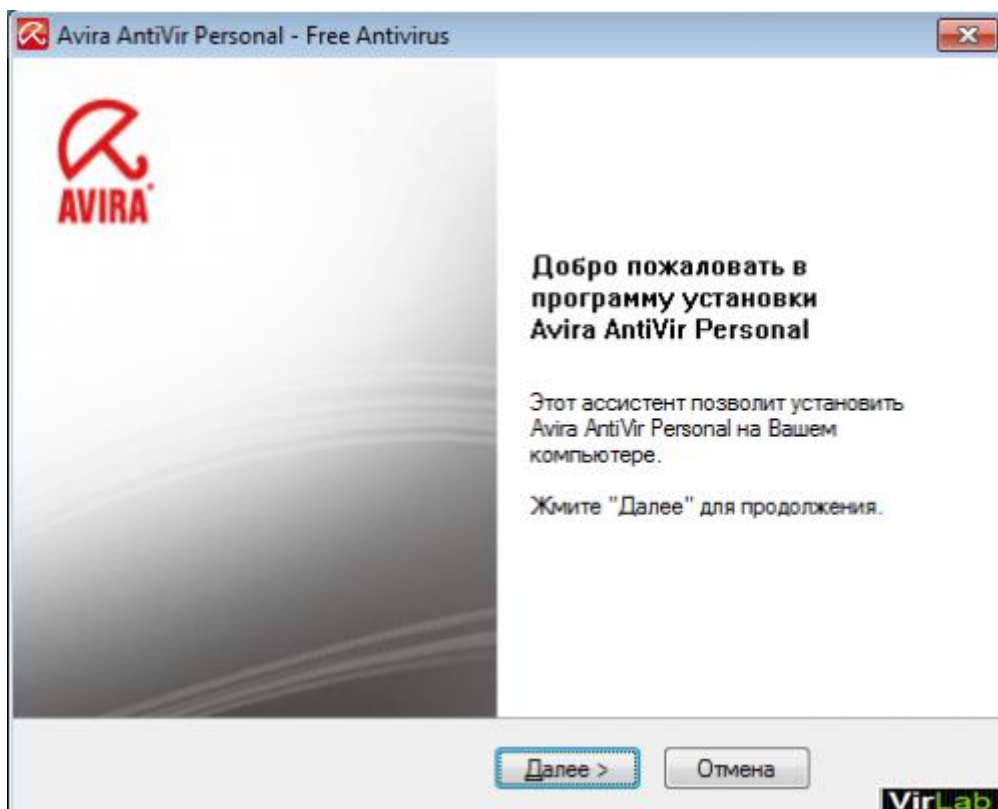 Avira AntiVir Personal - Free Antivirus
AVIRA
Добро пожаловать в
программу установки
Avira AntiVir Personal
Этот ассистент позволит установить
Avira AntiVir Personal на Вашем
компьютере.
Жмите "Далее" для продолжения.
Далее >
Отмена
VirLab